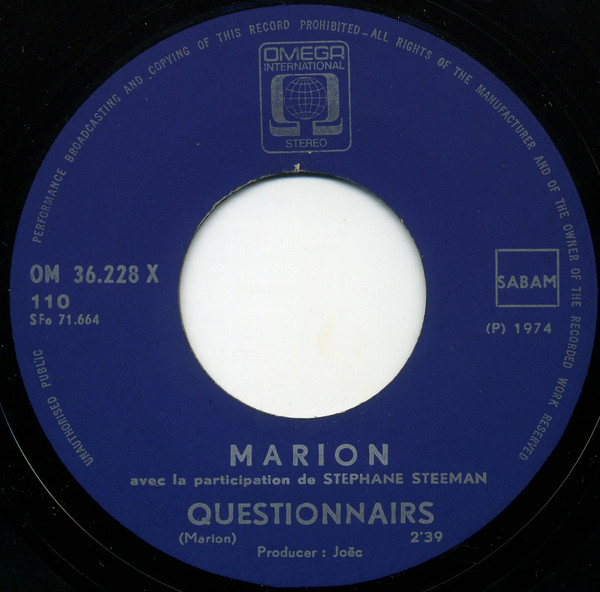 UNAUTHORISED PUBLIC PERFORMANCE BROADCASTING AND COPYING OF THIS RECORD PROHIBITED_ALL RIGHTS OF THE MANUFACTURER AND OF THE OWNER OF THE RECORDED WORK RESERVED
OMEGA
INTERNATIONAL
STEREO
OM 36.228 X
110
SFo 71.664
SABAM
(P) 1974
MARION
avec la participation de STEPHANE STEEMAN
QUESTIONNAIRS
(Marion) 2'39
Producer : Joëc